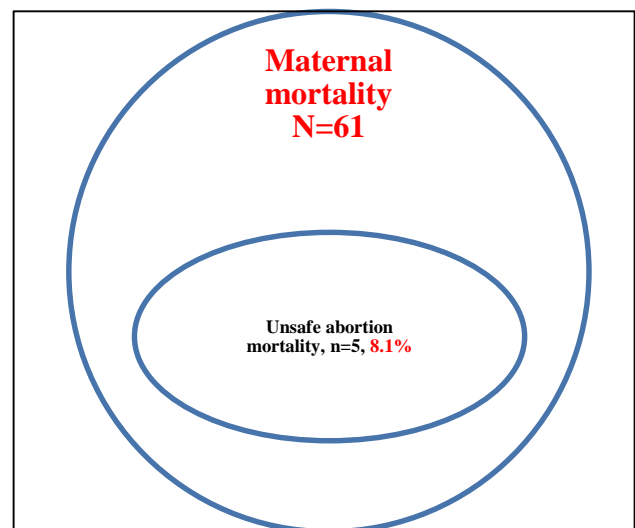 Maternal
mortality
N=61
Unsafe abortion
mortality, n=5, 8.1%